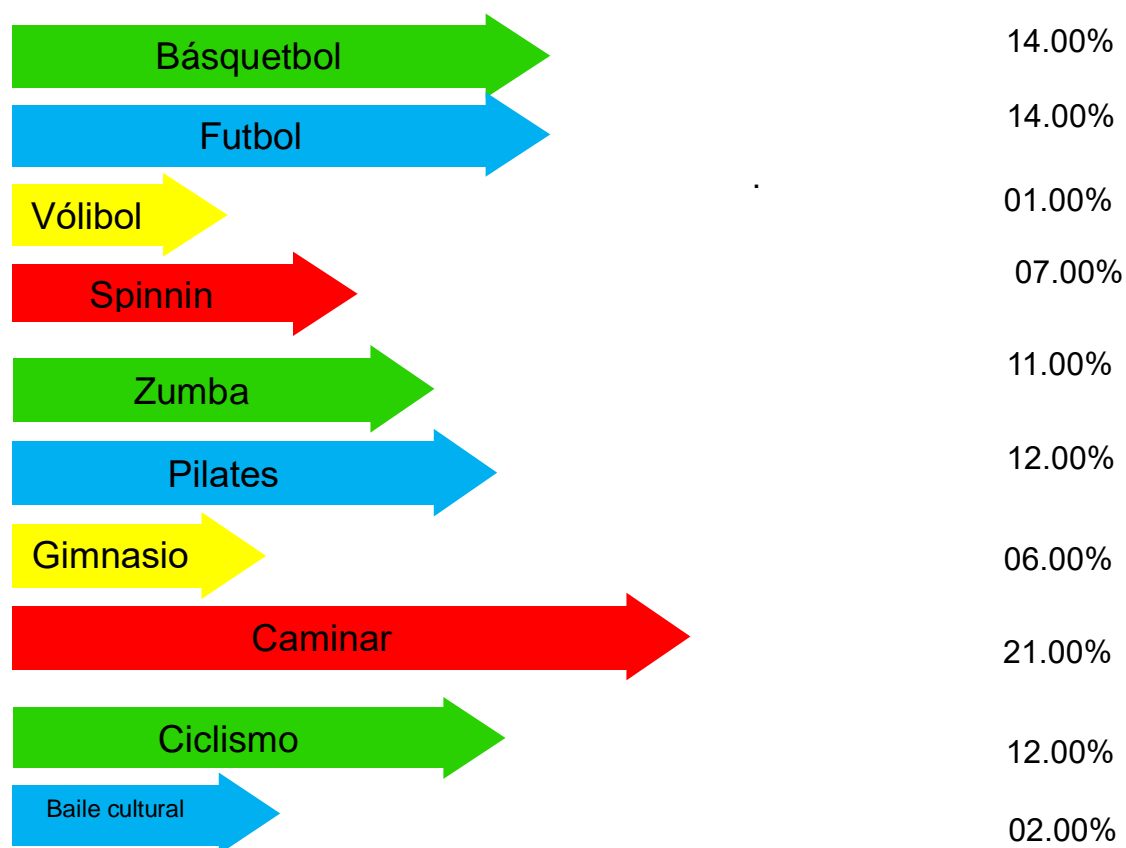 Básquetbol 14.00%
Futbol 14.00%
.
Vólibol 01.00%
Spinnin 07.00%
Zumba 11.00%
Pilates 12.00%
Gimnasio 06.00%
Caminar 21.00%
Ciclismo 12.00%
Baile cultural 02.00%